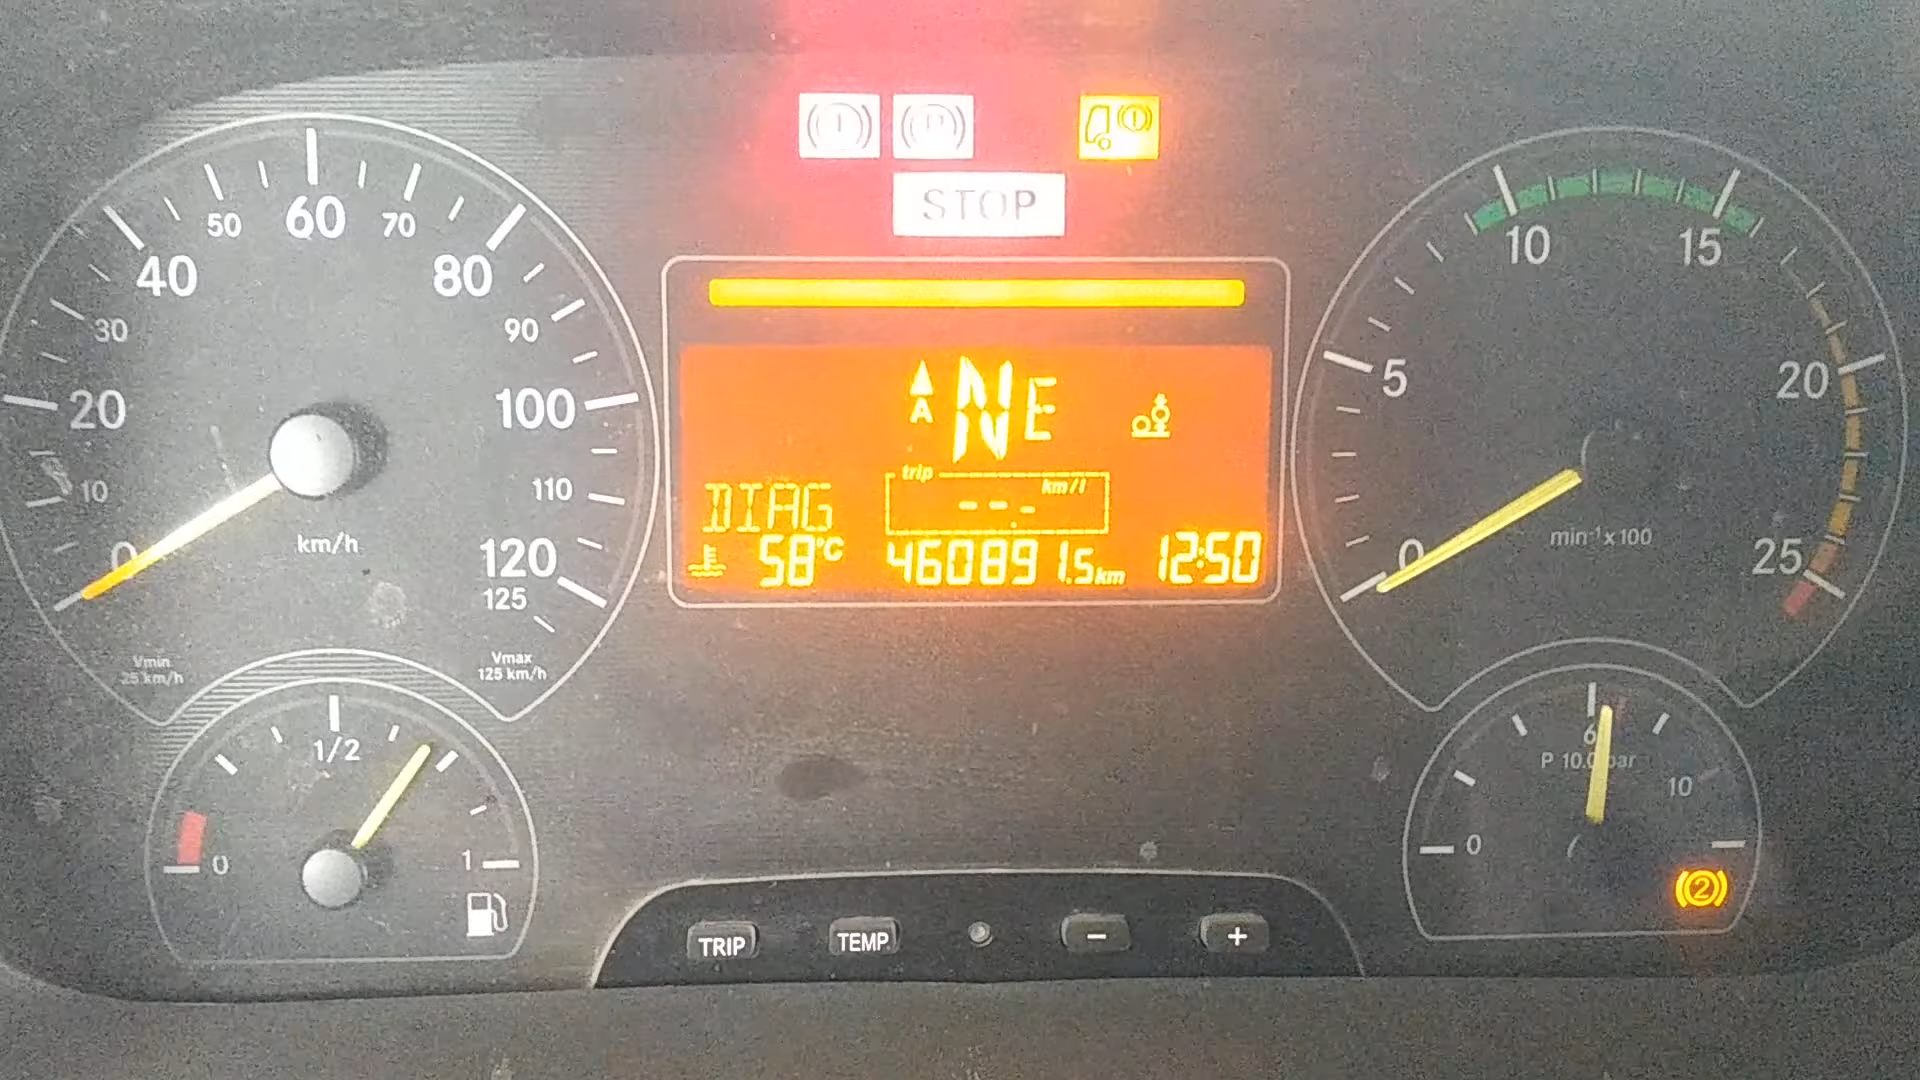 STOP
50 60 70
40 80
30 90
20 100
10 110
0 km/h 120
125
Vmin
25 km/h
Vmax
125 km/h
A N E
trip km/l
DIAG --.-
58°C 460891.5km 12:50
10 15
5 20
0 min-1 x 100 25
1/2
0 1
6
P 10.0 bar
10
0
2
TRIP TEMP - +